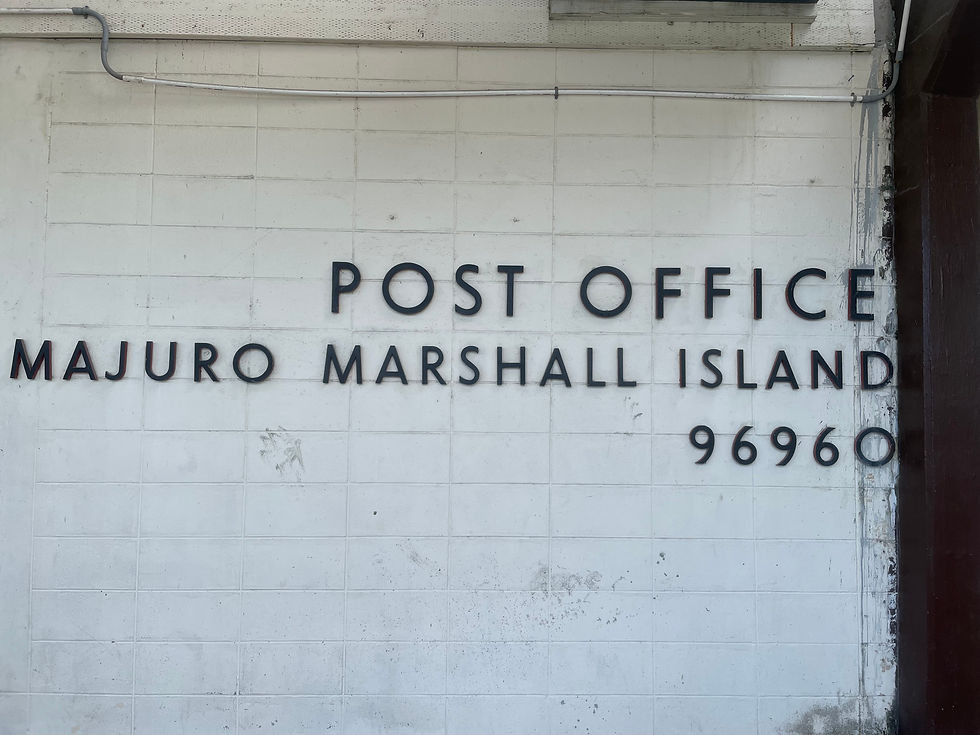 POST OFFICE
MAJURO MARSHALL ISLAND
96960